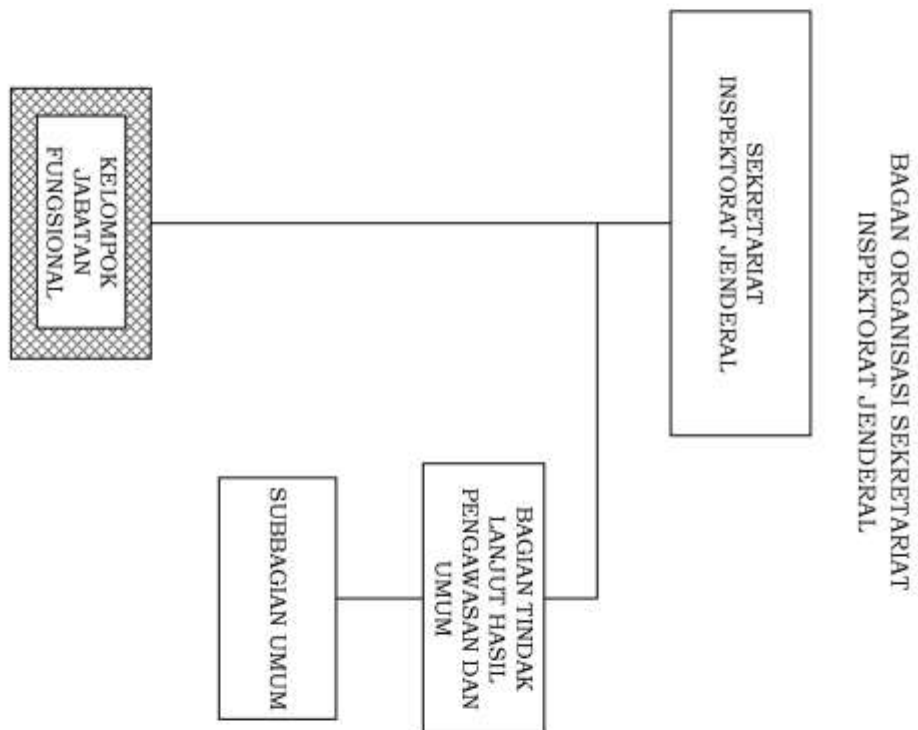 BAGAN ORGANISASI SEKRETARIAT
INSPEKTORAT JENDERAL
SEKRETARIAT
INSPEKTORAT JENDERAL
BAGIAN TINDAK
LANJUT HASIL
PENGAWASAN DAN
UMUM
SUBBAGIAN UMUM
KELOMPOK
JABATAN
FUNGSIONAL